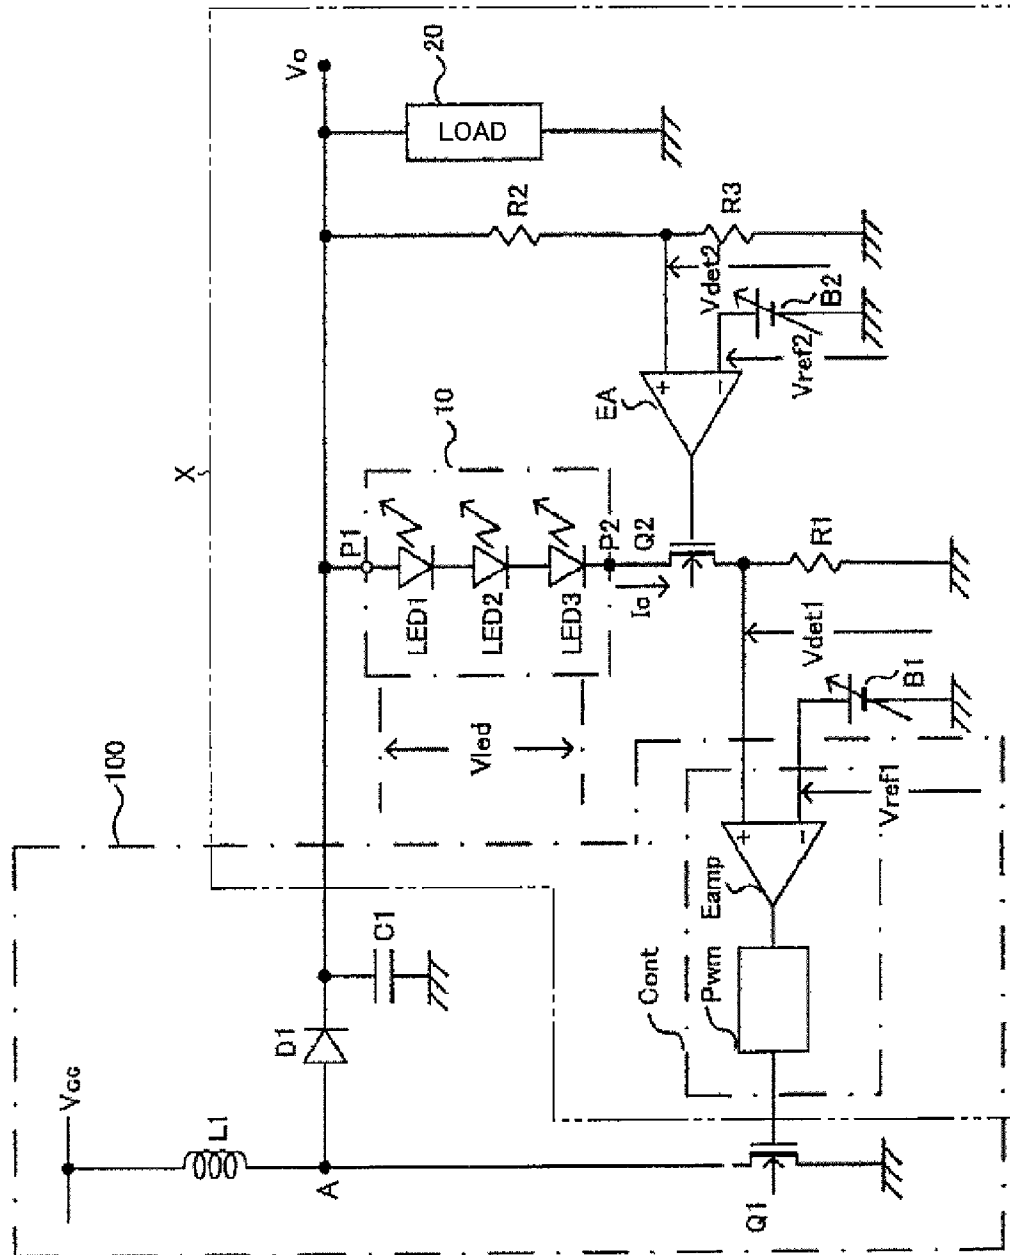 100
X
Vcc
L1
A
D1
C1
Vo
LOAD
20
P1
LED1
LED2
LED3
10
Vled
P2
Io
Q2
EA
+
−
R2
R3
Vdet2
Vref2
B2
R1
Vdet1
B1
Vref1
Eamp
+
−
Cont
Pwm
Q1